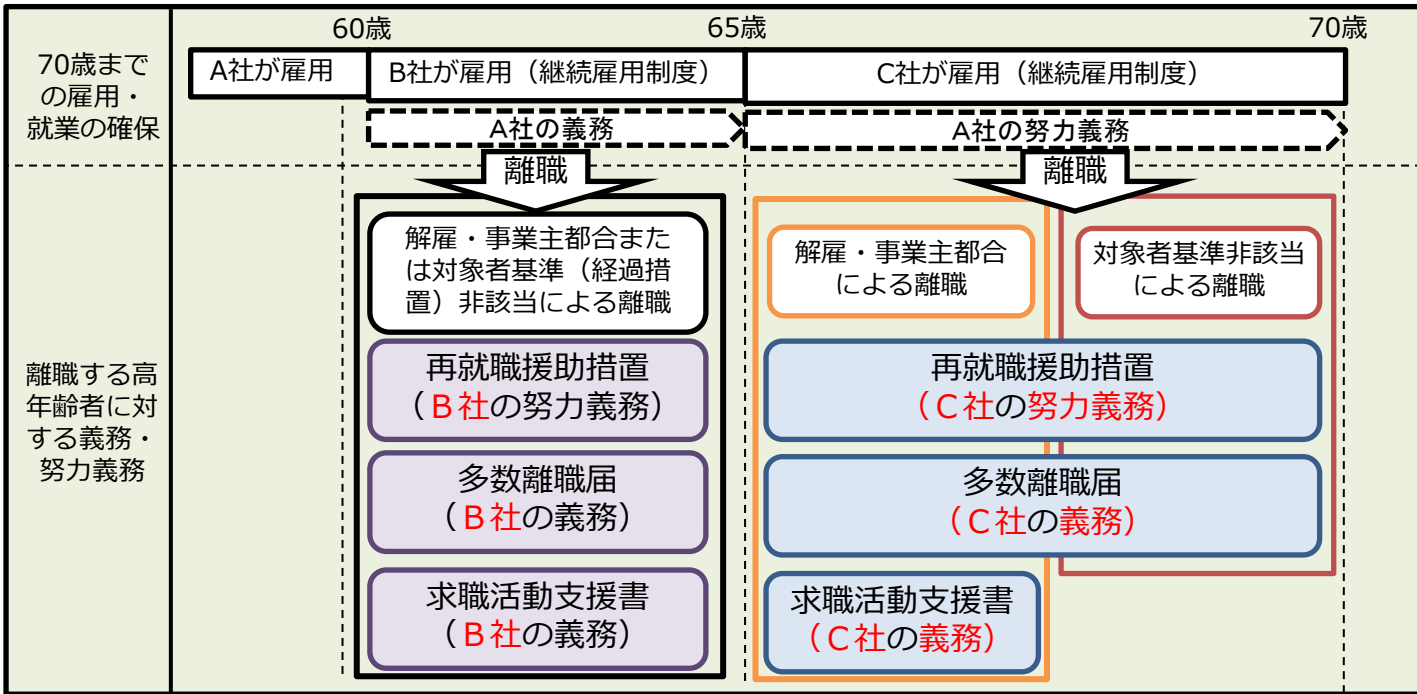 60歳
65歳
70歳
70歳まで
の雇用・
就業の確保
A社が雇用
B社が雇用（継続雇用制度）
C社が雇用（継続雇用制度）
A社の義務
A社の努力義務
離職
離職
離職する高
年齢者に対
する義務・
努力義務
解雇・事業主都合また
は対象者基準（経過措
置）非該当による離職
再就職援助措置
（B社の努力義務）
多数離職届
（B社の義務）
求職活動支援書
（B社の義務）
解雇・事業主都合
による離職
対象者基準非該当
による離職
再就職援助措置
（C社の努力義務）
多数離職届
（C社の義務）
求職活動支援書
（C社の義務）